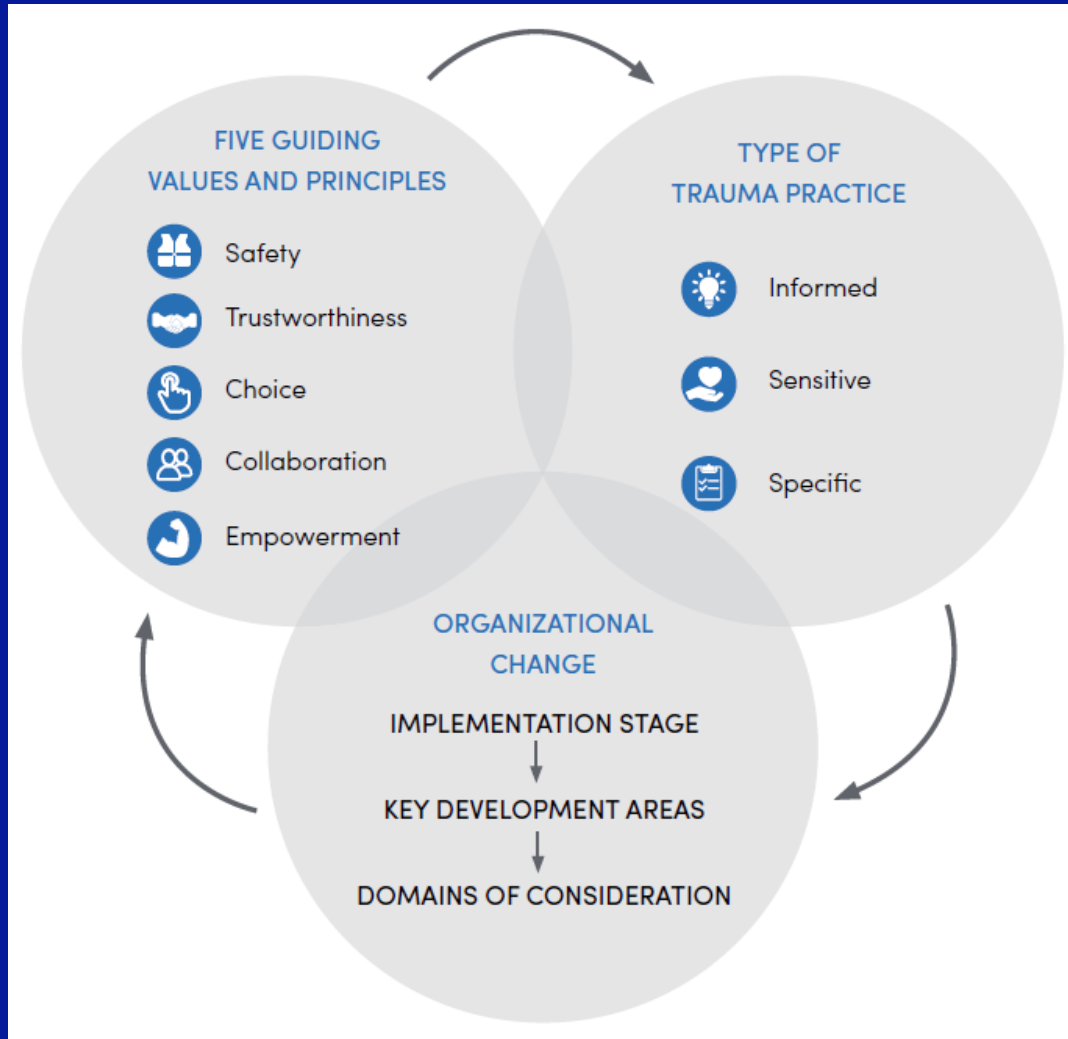 FIVE GUIDING
VALUES AND PRINCIPLES
Safety
Trustworthiness
Choice
Collaboration
Empowerment
TYPE OF
TRAUMA PRACTICE
Informed
Sensitive
Specific
ORGANIZATIONAL
CHANGE
IMPLEMENTATION STAGE
KEY DEVELOPMENT AREAS
DOMAINS OF CONSIDERATION